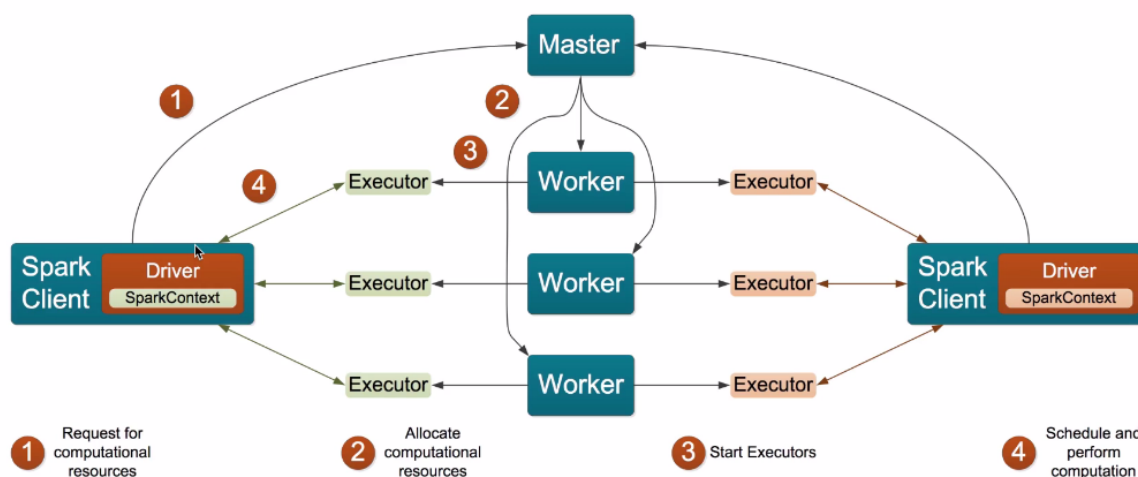 Master
1
2
3
4
Executor
Worker
Executor
Spark
Client
Driver
SparkContext
Executor
Worker
Executor
Spark
Client
Driver
SparkContext
Executor
Worker
Executor
1
Request for
computational
resources
2
Allocate
computational
resources
3
Start Executors
4
Schedule and
perform
computation